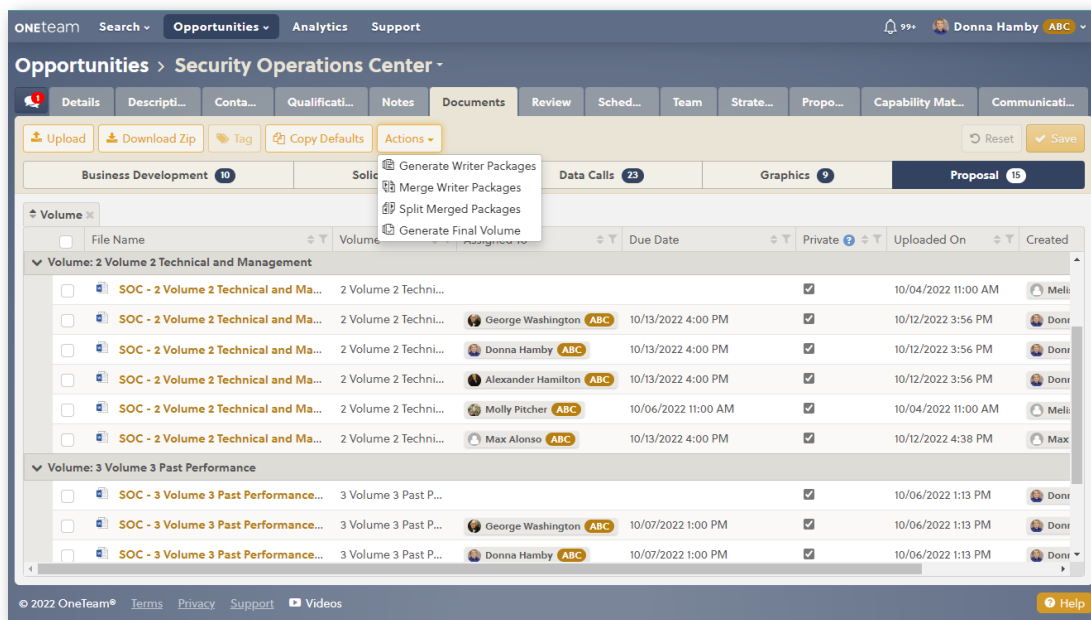 ONEteam Search Opportunities Analytics Support 99+ Donna Hamby ABC
Opportunities > Security Operations Center
1 Details Descripti... Conta... Qualificati... Notes Documents Review Sched... Team Strate... Propo... Capability Mat... Communicati...
Upload Download Zip Tag Copy Defaults Actions Reset Save
Business Development 10 Solic Data Calls 23 Graphics 9 Proposal 15
Generate Writer Packages
Merge Writer Packages
Split Merged Packages
Generate Final Volume
Volume
File Name Volume Assigned To Due Date Private Uploaded On Created
Volume: 2 Volume 2 Technical and Management
SOC - 2 Volume 2 Technical and Ma... 2 Volume 2 Techni... 10/04/2022 11:00 AM Meli
SOC - 2 Volume 2 Technical and Ma... 2 Volume 2 Techni... George Washington ABC 10/13/2022 4:00 PM 10/12/2022 3:56 PM Donn
SOC - 2 Volume 2 Technical and Ma... 2 Volume 2 Techni... Donna Hamby ABC 10/13/2022 4:00 PM 10/12/2022 3:56 PM Donn
SOC - 2 Volume 2 Technical and Ma... 2 Volume 2 Techni... Alexander Hamilton ABC 10/13/2022 4:00 PM 10/12/2022 3:56 PM Donn
SOC - 2 Volume 2 Technical and Ma... 2 Volume 2 Techni... Molly Pitcher ABC 10/06/2022 11:00 AM 10/04/2022 11:00 AM Meli
SOC - 2 Volume 2 Technical and Ma... 2 Volume 2 Techni... Max Alonso ABC 10/13/2022 4:00 PM 10/12/2022 4:38 PM Max
Volume: 3 Volume 3 Past Performance
SOC - 3 Volume 3 Past Performance... 3 Volume 3 Past P... 10/06/2022 1:13 PM Donn
SOC - 3 Volume 3 Past Performance... 3 Volume 3 Past P... George Washington ABC 10/07/2022 1:00 PM 10/06/2022 1:13 PM Donn
SOC - 3 Volume 3 Past Performance... 3 Volume 3 Past P... Donna Hamby ABC 10/07/2022 1:00 PM 10/06/2022 1:13 PM Donn
© 2022 OneTeam® Terms Privacy Support Videos Help